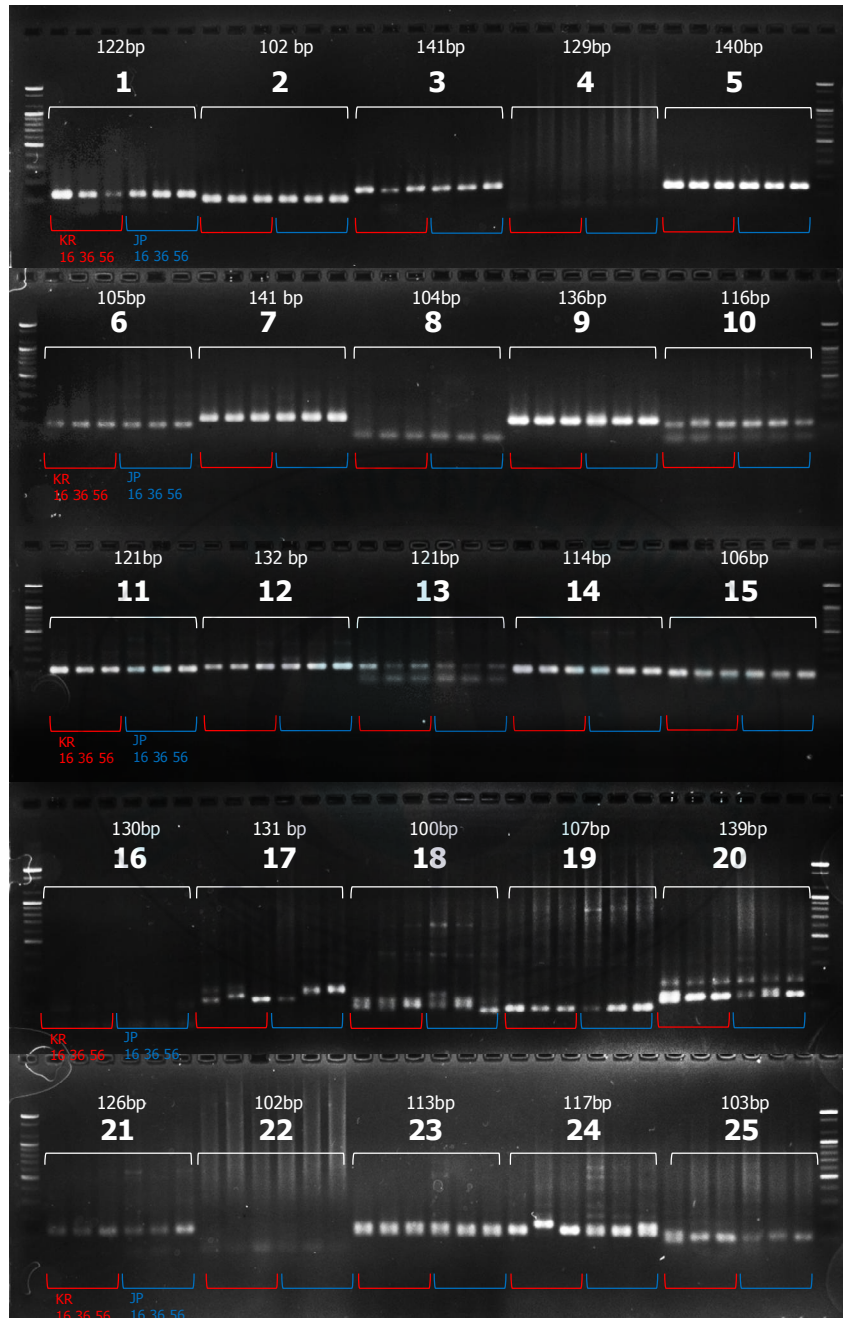 122bp 102 bp 141bp 129bp 140bp
1 2 3 4 5
KR JP
16 36 56 16 36 56
105bp 141 bp 104bp 136bp 116bp
6 7 8 9 10
KR JP
16 36 56 16 36 56
121bp 132 bp 121bp 114bp 106bp
11 12 13 14 15
KR JP
16 36 56 16 36 56
130bp 131 bp 100bp 107bp 139bp
16 17 18 19 20
KR JP
16 36 56 16 36 56
126bp 102bp 113bp 117bp 103bp
21 22 23 24 25
KR JP
16 36 56 16 36 56